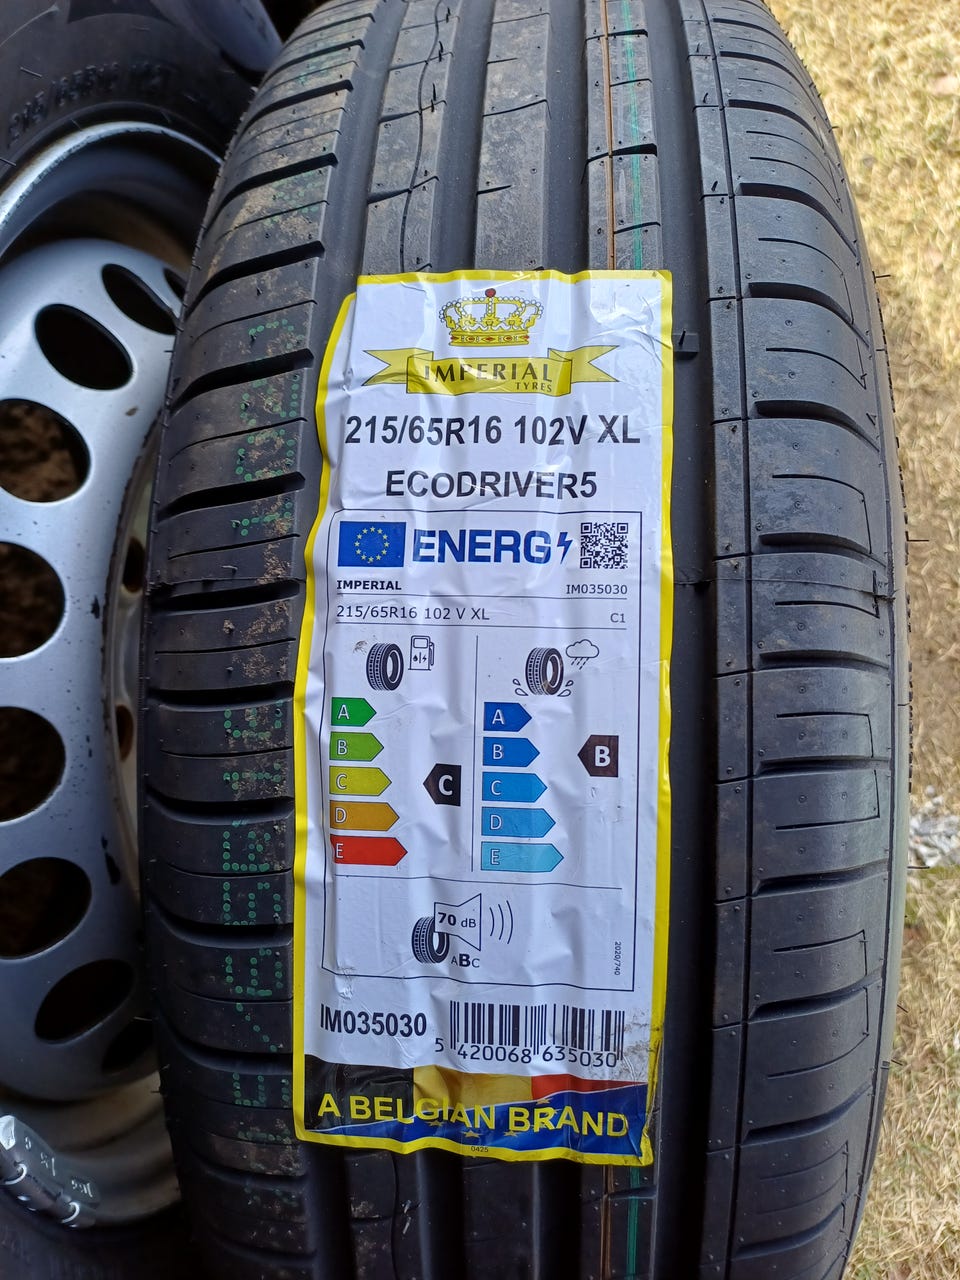 IMPERIAL
TYRES
215/65R16 102V XL
ECODRIVER5
ENERG
IMPERIAL IM035030
215/65R16 102 V XL C1
A A
B B B
C C C
D D
E E
70 dB
ABC
2020/740
IM035030
5 420068 635030
A BELGIAN BRAND
0425